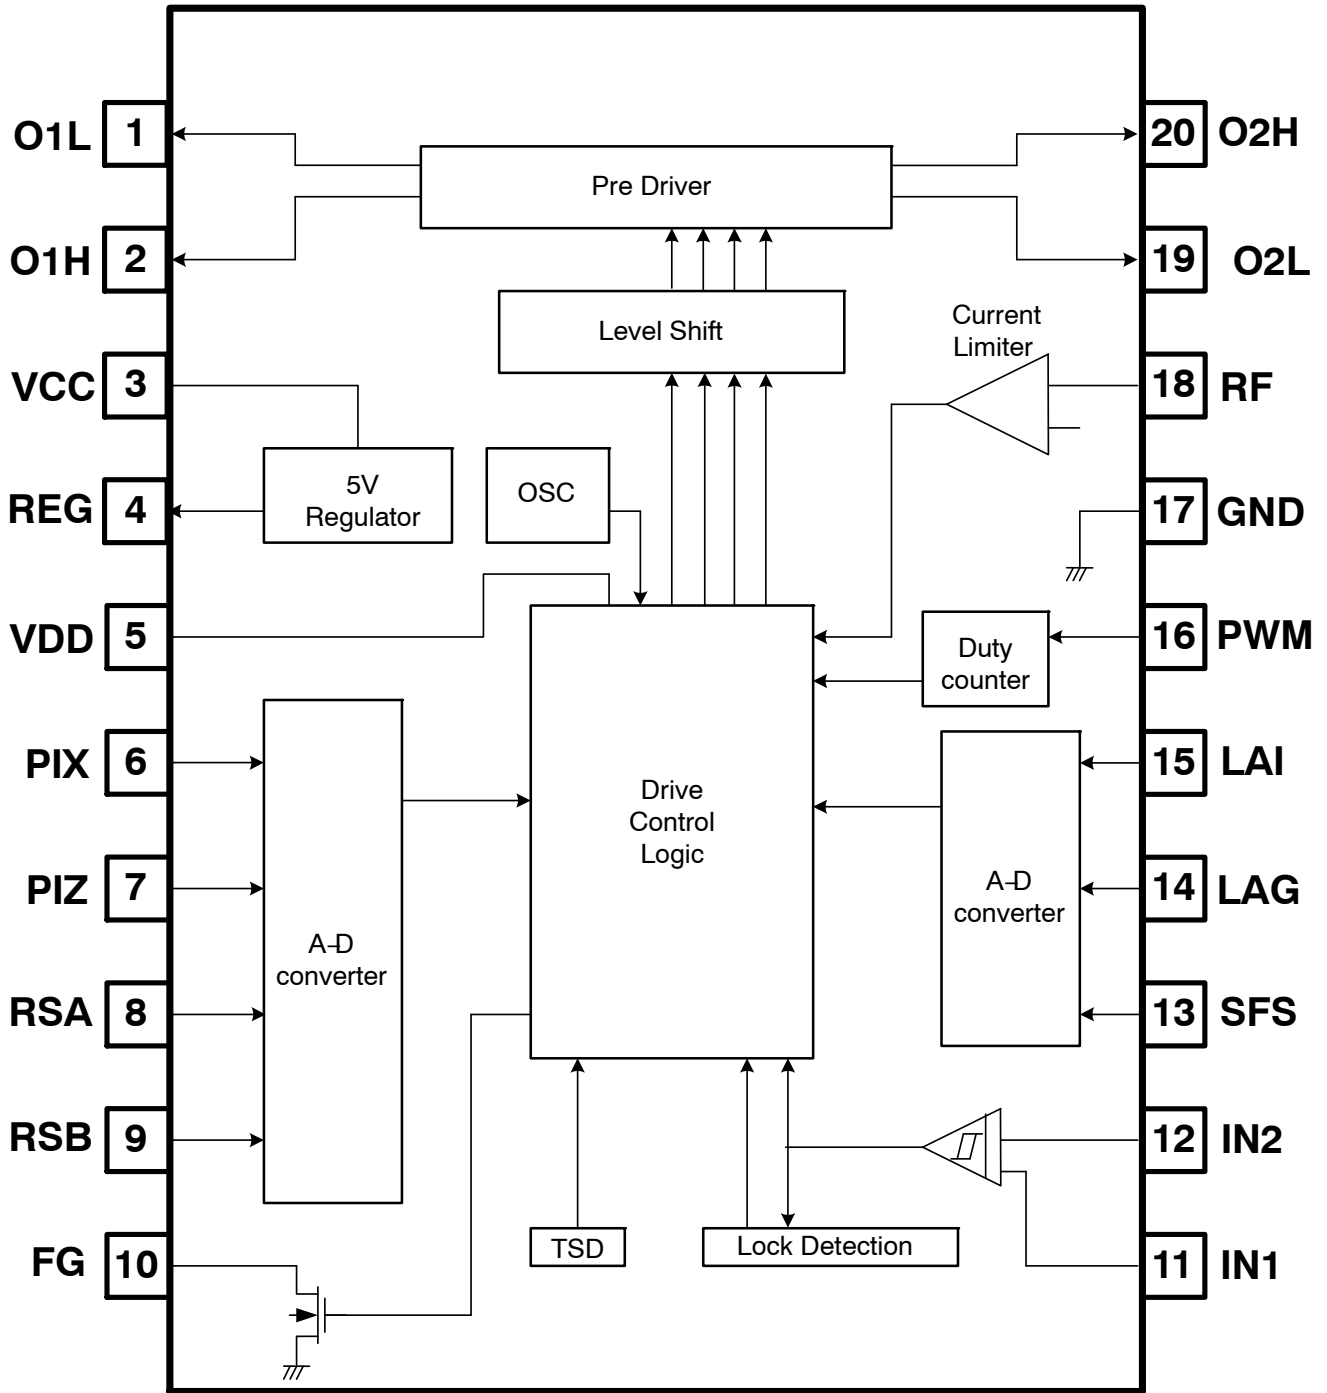 O1L 1
20 O2H
Pre Driver
O1H 2
19 O2L
Level Shift
Current
Limiter
VCC 3
18 RF
5V
Regulator
OSC
REG 4
17 GND
VDD 5
16 PWM
Duty
counter
PIX 6
15 LAI
Drive
Control
Logic
PIZ 7
14 LAG
A-D
converter
A-D
converter
RSA 8
13 SFS
RSB 9
12 IN2
TSD
Lock Detection
FG 10
11 IN1